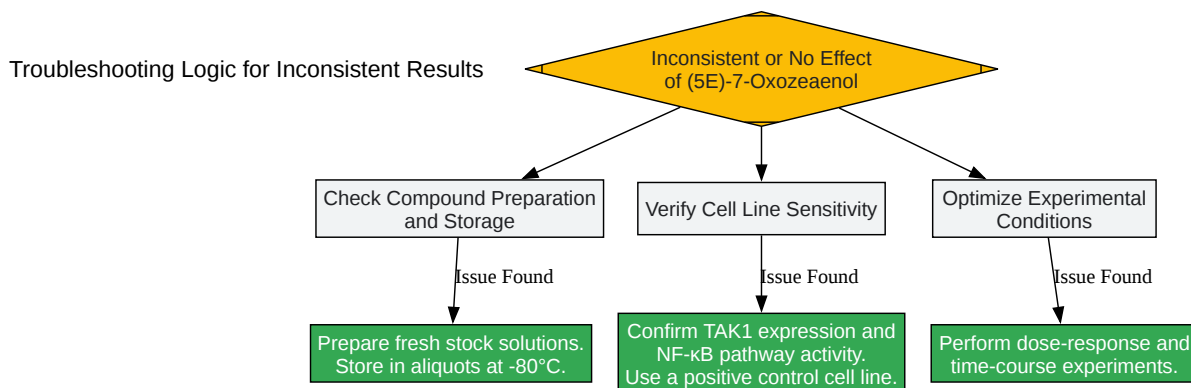 Troubleshooting Logic for Inconsistent Results
Inconsistent or No Effect
of (5E)-7-Oxozeaenol
Check Compound Preparation
and Storage
Verify Cell Line Sensitivity
Optimize Experimental
Conditions
Issue Found
Issue Found
Issue Found
Prepare fresh stock solutions.
Store in aliquots at -80°C.
Confirm TAK1 expression and
NF-κB pathway activity.
Use a positive control cell line.
Perform dose-response and
time-course experiments.